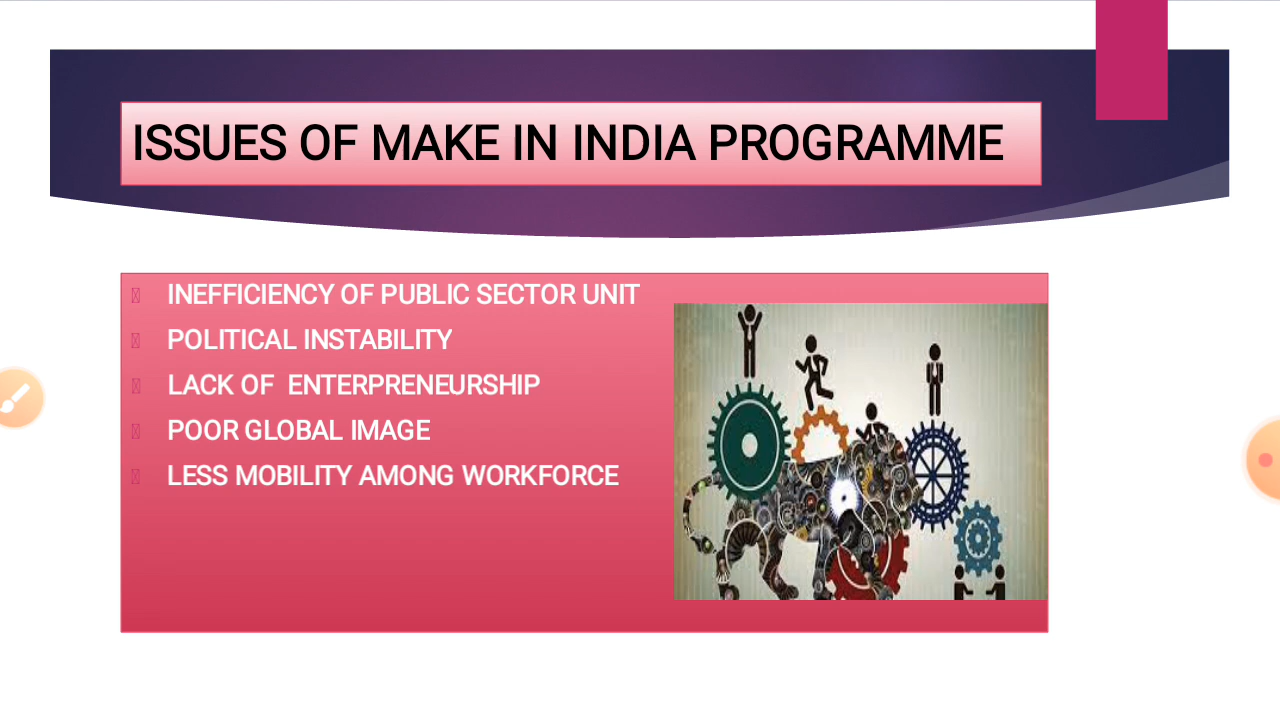 ISSUES OF MAKE IN INDIA PROGRAMME
INEFFICIENCY OF PUBLIC SECTOR UNIT
POLITICAL INSTABILITY
LACK OF  ENTERPRENEURSHIP
POOR GLOBAL IMAGE
LESS MOBILITY AMONG WORKFORCE